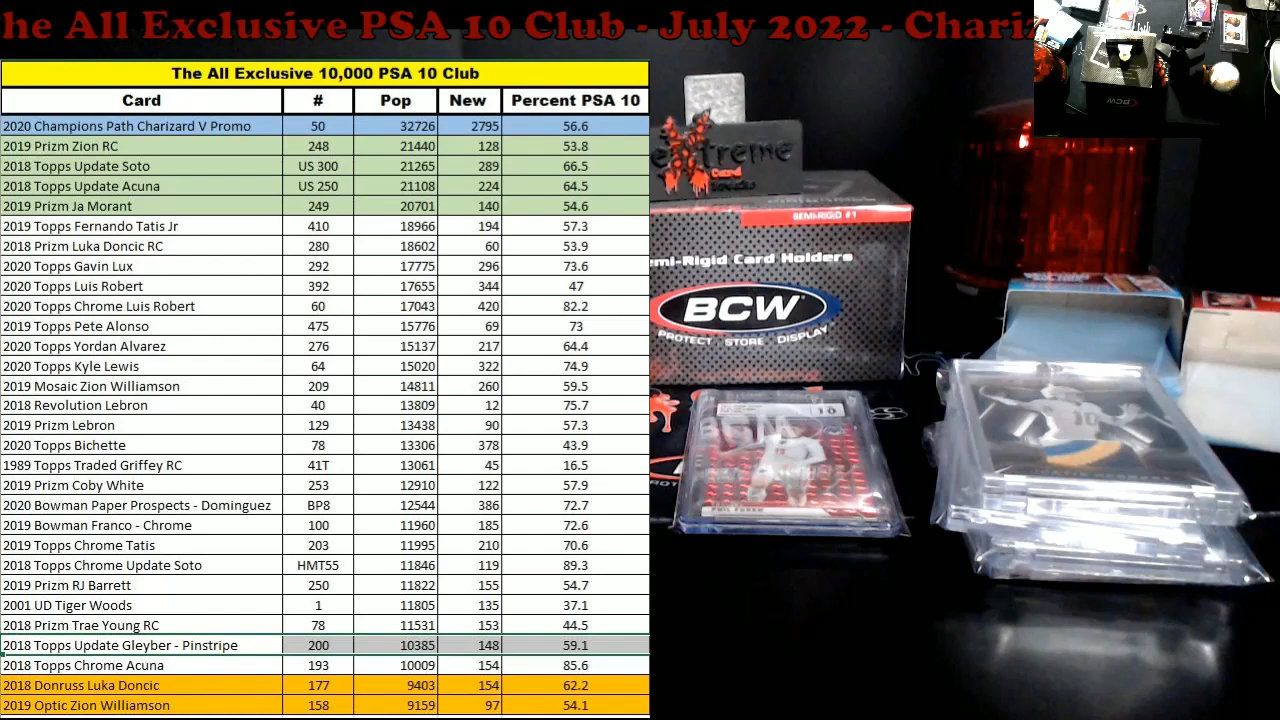 he All Exclusive PSA 10 Club - July 2022 - Chariz
The All Exclusive 10,000 PSA 10 Club
Card # Pop New Percent PSA 10
2020 Champions Path Charizard V Promo 50 32726 2795 56.6
2019 Prizm Zion RC 248 21440 128 53.8
2018 Topps Update Soto US 300 21265 289 66.5
2018 Topps Update Acuna US 250 21108 224 64.5
2019 Prizm Ja Morant 249 20701 140 54.6
2019 Topps Fernando Tatis Jr 410 18966 194 57.3
2018 Prizm Luka Doncic RC 280 18602 60 53.9
2020 Topps Gavin Lux 292 17775 296 73.6
2020 Topps Luis Robert 392 17655 344 47
2020 Topps Chrome Luis Robert 60 17043 420 82.2
2019 Topps Pete Alonso 475 15776 69 73
2020 Topps Yordan Alvarez 276 15137 217 64.4
2020 Topps Kyle Lewis 64 15020 322 74.9
2019 Mosaic Zion Williamson 209 14811 260 59.5
2018 Revolution Lebron 40 13809 12 75.7
2019 Prizm Lebron 129 13438 90 57.3
2020 Topps Bichette 78 13306 378 43.9
1989 Topps Traded Griffey RC 41T 13061 45 16.5
2019 Prizm Coby White 253 12910 122 57.9
2020 Bowman Paper Prospects - Dominguez BP8 12544 386 72.7
2019 Bowman Franco - Chrome 100 11960 185 72.6
2019 Topps Chrome Tatis 203 11995 210 70.6
2018 Topps Chrome Update Soto HMT55 11846 119 89.3
2019 Prizm RJ Barrett 250 11822 155 54.7
2001 UD Tiger Woods 1 11805 135 37.1
2018 Prizm Trae Young RC 78 11531 153 44.5
2018 Topps Update Gleyber - Pinstripe 200 10385 148 59.1
2018 Topps Chrome Acuna 193 10009 154 85.6
2018 Donruss Luka Doncic 177 9403 154 62.2
2019 Optic Zion Williamson 158 9159 97 54.1
eXtreme
Card
SEMI-RIGID #1
emi-Rigid Card Holders
BCW
PROTECT STORE DISPLAY
10
10
BCW